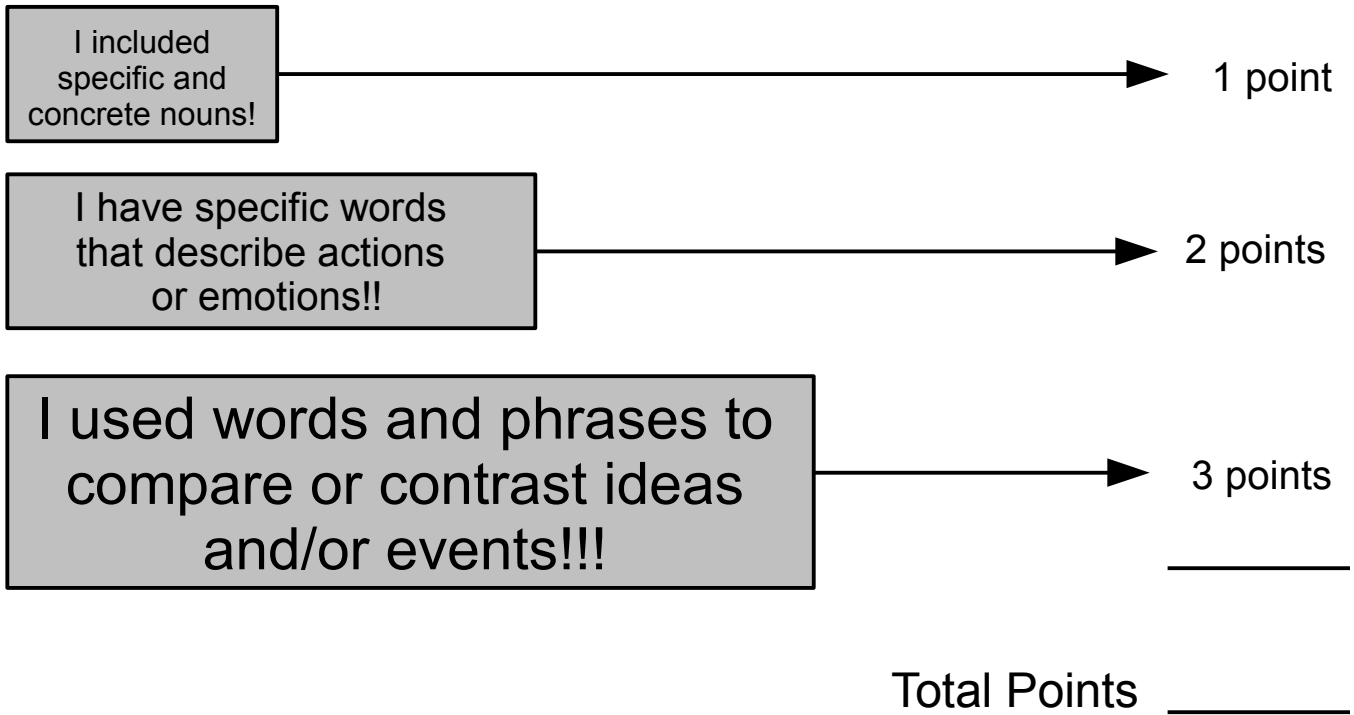 I included
specific and
concrete nouns!
1 point
I have specific words
that describe actions
or emotions!!
2 points
I used words and phrases to
compare or contrast ideas
and/or events!!!
3 points
Total Points